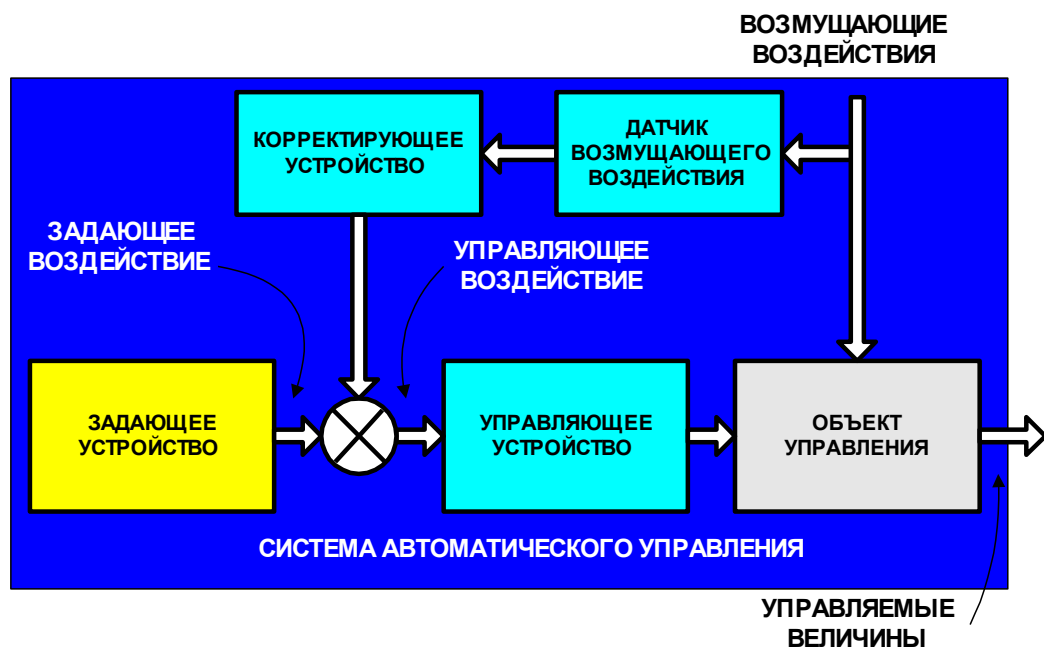 ВОЗМУЩАЮЩИЕ
ВОЗДЕЙСТВИЯ
КОРРЕКТИРУЮЩЕЕ
УСТРОЙСТВО
ДАТЧИК
ВОЗМУЩАЮЩЕГО
ВОЗДЕЙСТВИЯ
ЗАДАЮЩЕЕ
ВОЗДЕЙСТВИЕ
УПРАВЛЯЮЩЕЕ
ВОЗДЕЙСТВИЕ
ЗАДАЮЩЕЕ
УСТРОЙСТВО
УПРАВЛЯЮЩЕЕ
УСТРОЙСТВО
ОБЪЕКТ
УПРАВЛЕНИЯ
СИСТЕМА АВТОМАТИЧЕСКОГО УПРАВЛЕНИЯ
УПРАВЛЯЕМЫЕ
ВЕЛИЧИНЫ